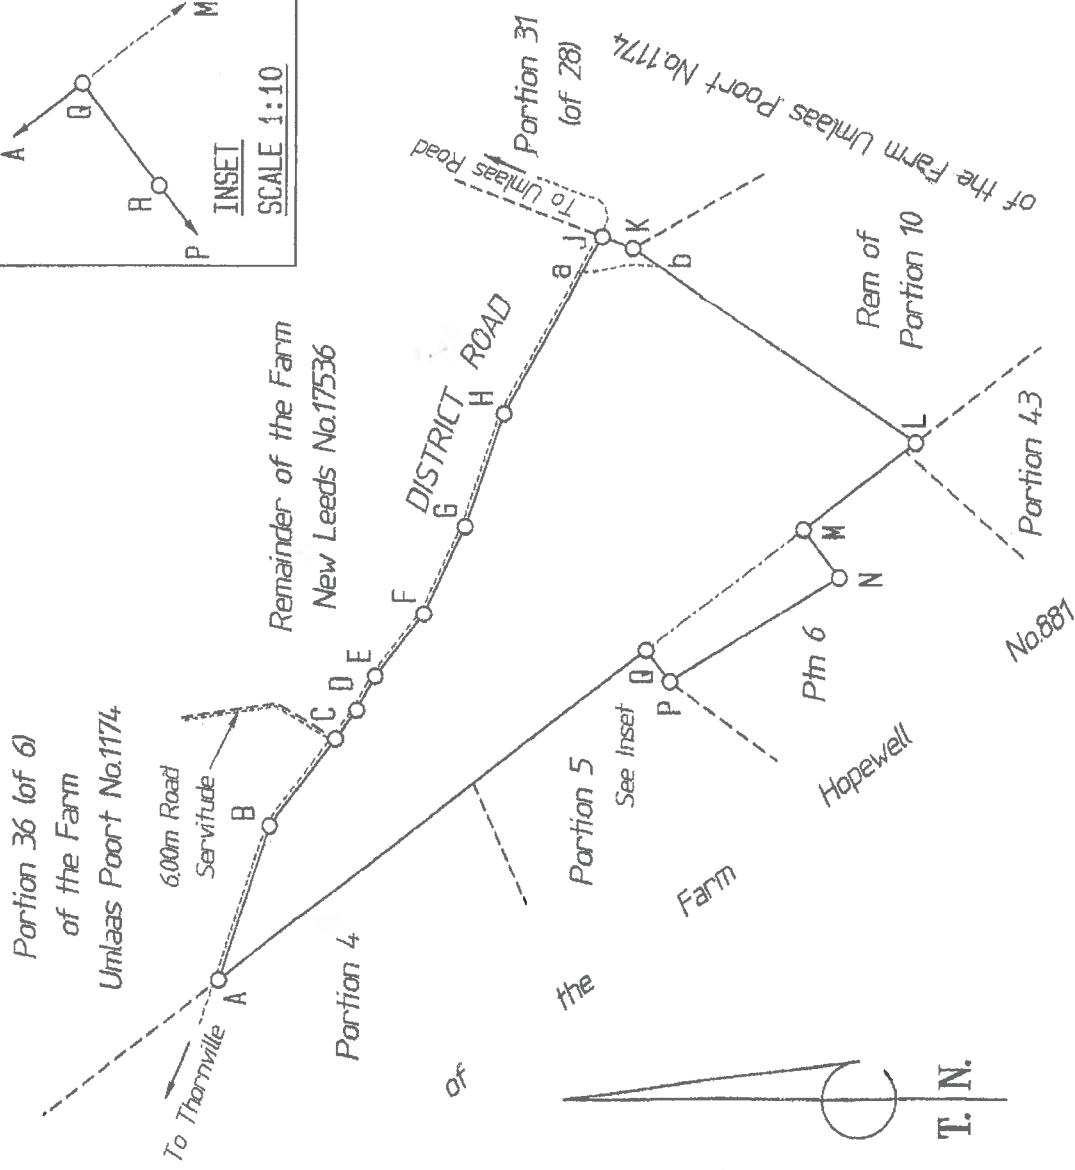 A
Q
M
R
P
INSET
SCALE 1:10
Portion 31
(of 28)
of the Farm Umlaas Poort No.1174
To Umlaas Road
J
K
a
b
Rem of
Portion 10
Remainder of the Farm
New Leeds No.17536
DISTRICT ROAD
H
G
F
E
D
C
B
A
Portion 36 (of 6)
of the Farm
Umlaas Poort No.1174
6,00m Road
Servitude
To Thornville
L
M
N
Q
P
See Inset
Portion 43
Ptn 6
Portion 5
Portion 4
of
the
Farm
Hopewell
No.881
T. N.